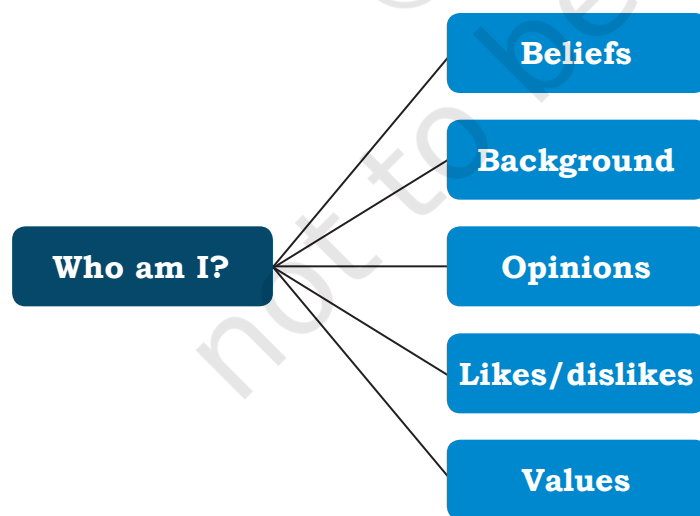 Beliefs
Background
Who am I?
Opinions
Likes/dislikes
Values
not to be